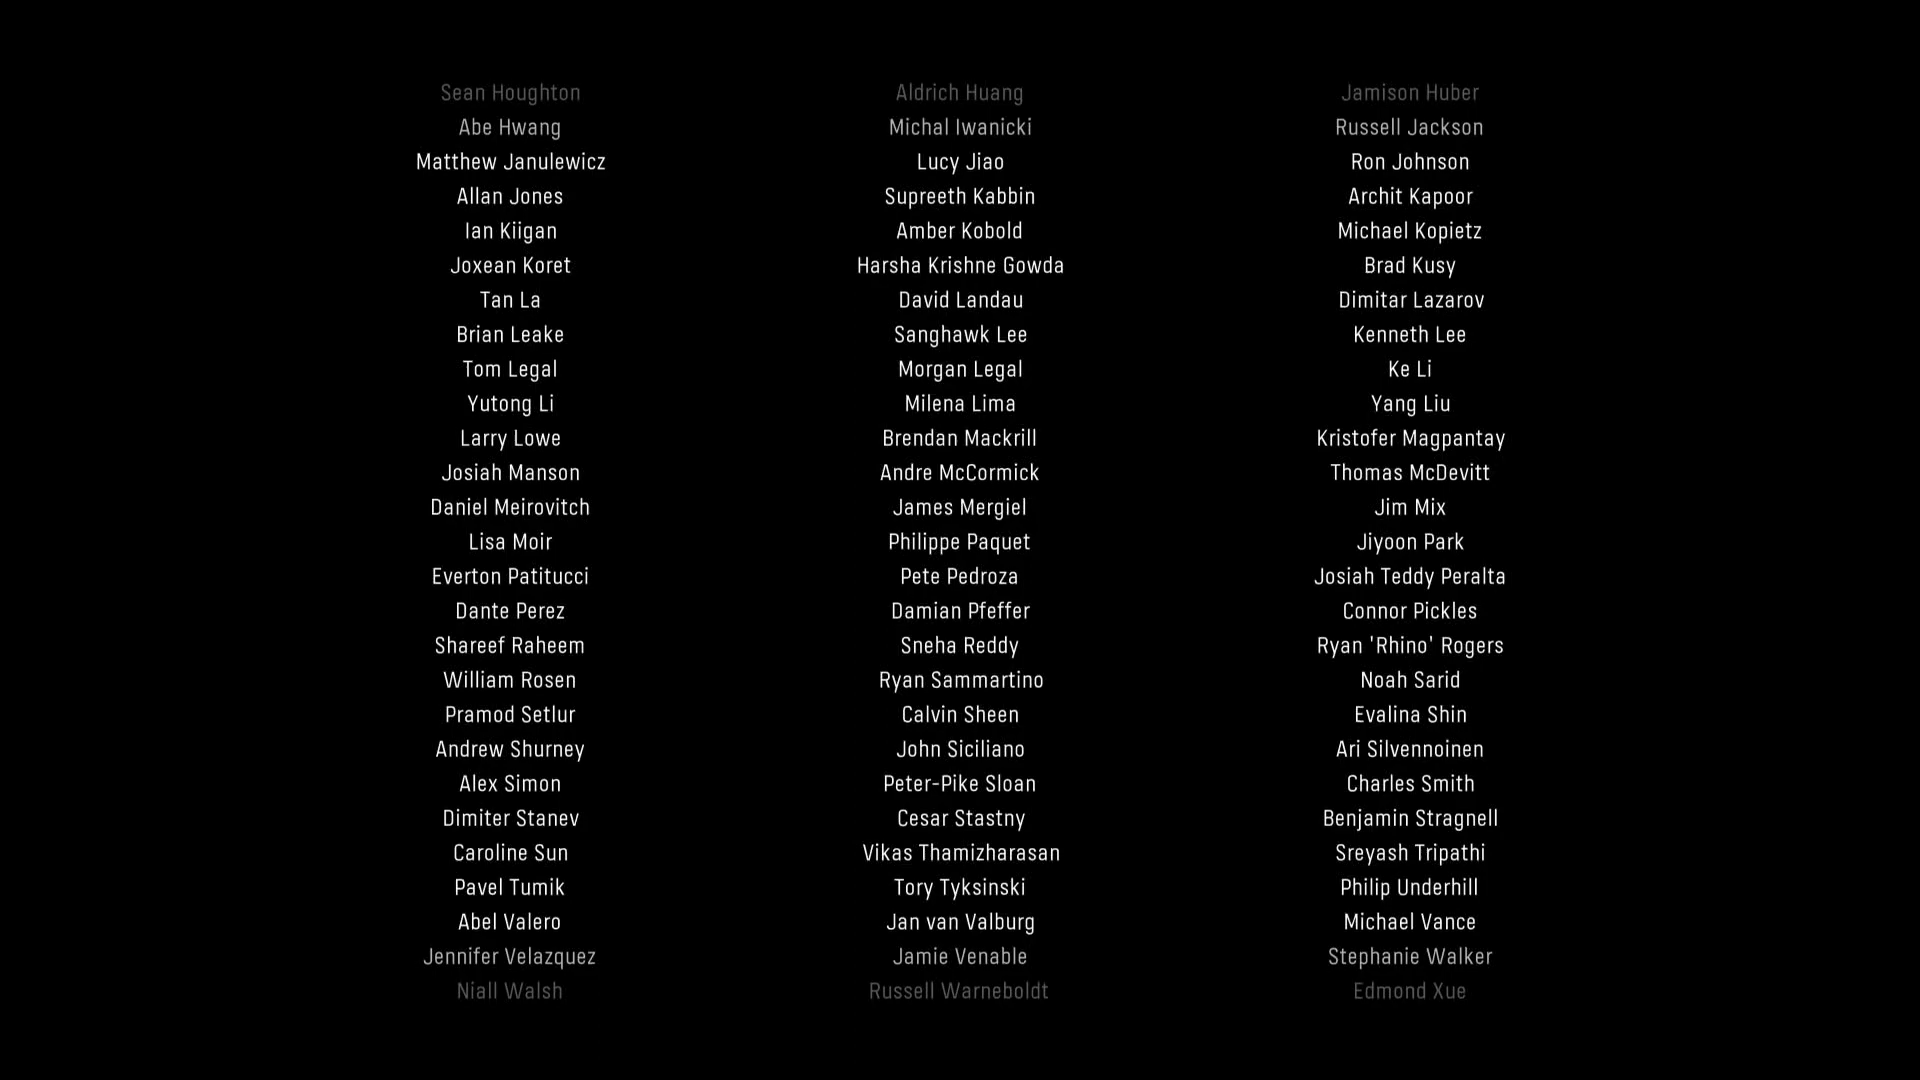 Sean Houghton Aldrich Huang Jamison Huber
Abe Hwang Michal Iwanicki Russell Jackson
Matthew Janulewicz Lucy Jiao Ron Johnson
Allan Jones Supreeth Kabbin Archit Kapoor
Ian Kiigan Amber Kobold Michael Kopietz
Joxean Koret Harsha Krishne Gowda Brad Kusy
Tan La David Landau Dimitar Lazarov
Brian Leake Sanghawk Lee Kenneth Lee
Tom Legal Morgan Legal Ke Li
Yutong Li Milena Lima Yang Liu
Larry Lowe Brendan Mackrill Kristofer Magpantay
Josiah Manson Andre McCormick Thomas McDevitt
Daniel Meirovitch James Mergiel Jim Mix
Lisa Moir Philippe Paquet Jiyoon Park
Everton Patitucci Pete Pedroza Josiah Teddy Peralta
Dante Perez Damian Pfeffer Connor Pickles
Shareef Raheem Sneha Reddy Ryan 'Rhino' Rogers
William Rosen Ryan Sammartino Noah Sarid
Pramod Setlur Calvin Sheen Evalina Shin
Andrew Shurney John Siciliano Ari Silvennoinen
Alex Simon Peter-Pike Sloan Charles Smith
Dimiter Stanev Cesar Stastny Benjamin Stragnell
Caroline Sun Vikas Thamizharasan Sreyash Tripathi
Pavel Tumik Tory Tyksinski Philip Underhill
Abel Valero Jan van Valburg Michael Vance
Jennifer Velazquez Jamie Venable Stephanie Walker
Niall Walsh Russell Warneboldt Edmond Xue